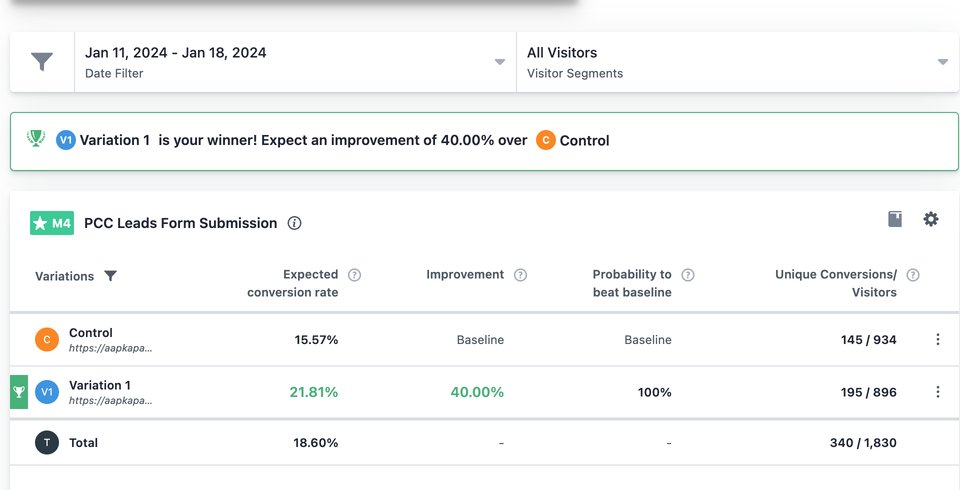 Jan 11, 2024 - Jan 18, 2024
Date Filter
All Visitors
Visitor Segments
V1 Variation 1 is your winner! Expect an improvement of 40.00% over C Control
M4 PCC Leads Form Submission i
Variations Expected conversion rate ? Improvement ? Probability to beat baseline ? Unique Conversions/ Visitors ?
C Control 15.57% Baseline Baseline 145 / 934
https://aapkapa...
V1 Variation 1 21.81% 40.00% 100% 195 / 896
https://aapkapa...
T Total 18.60% - - 340 / 1,830